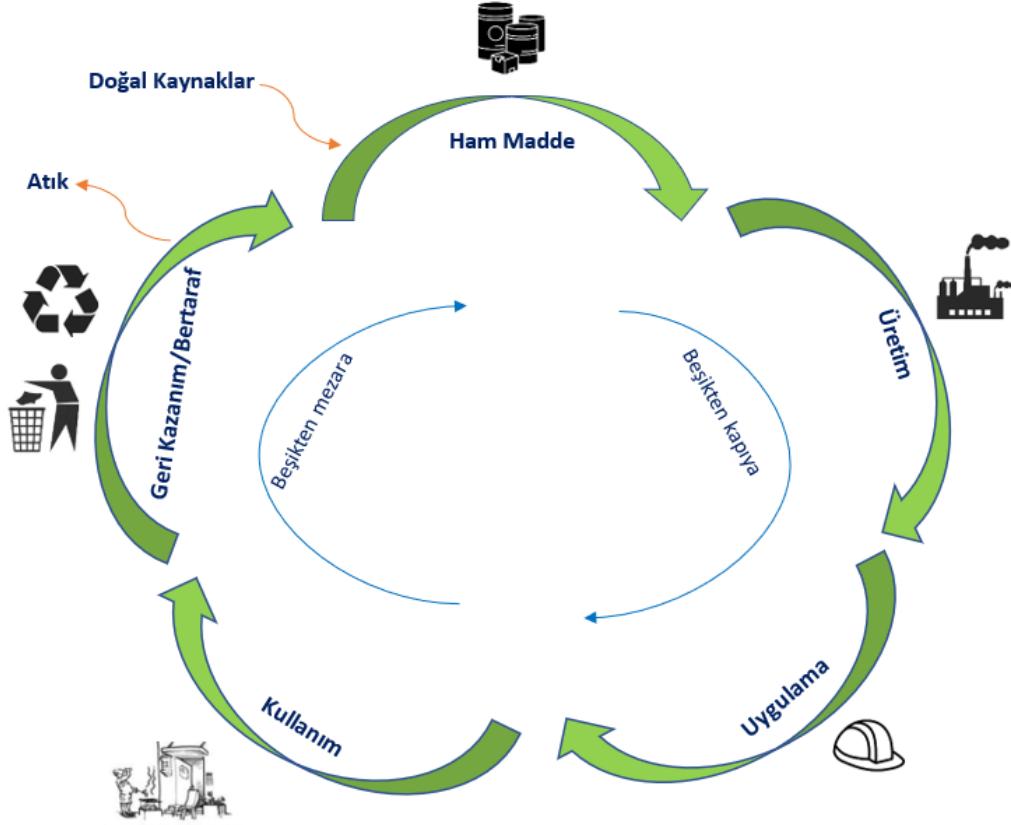 Doğal Kaynaklar
Ham Madde
Atık
Üretim
Geri Kazanım/Bertaraf
Beşikten mezara
Beşikten kapıya
Uygulama
Kullanım